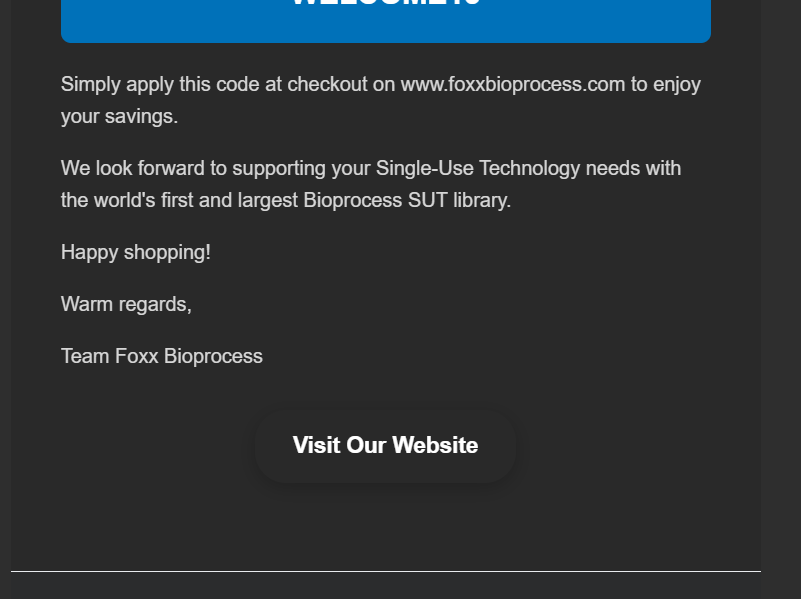 Simply apply this code at checkout on www.foxxbioprocess.com to enjoy
your savings.
We look forward to supporting your Single-Use Technology needs with
the world's first and largest Bioprocess SUT library.
Happy shopping!
Warm regards,
Team Foxx Bioprocess
Visit Our Website